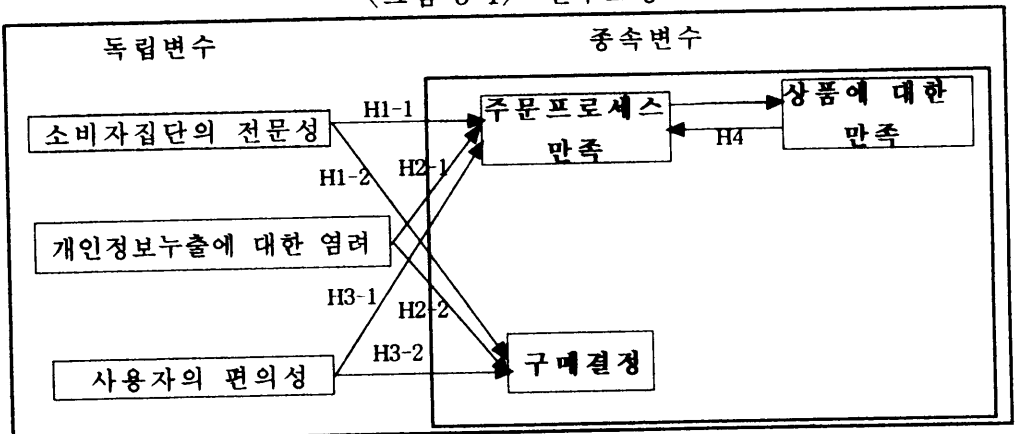 독립변수
종속변수
소비자집단의 전문성
H1-1
주문프로세스
만족
상품에 대한
만족
H4
H1-2
H2-1
개인정보누출에 대한 염려
H3-1
H2-2
H3-2
사용자의 편의성
구매결정